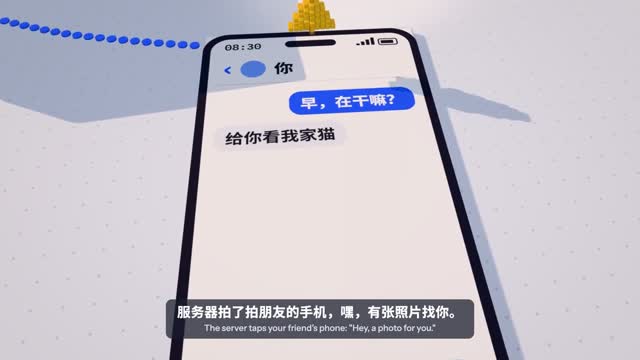 08:30
你
早，在干嘛？
给你看我家猫
服务器拍了拍朋友的手机，嘿，有张照片找你。
The server taps your friend's phone: "Hey, a photo for you."